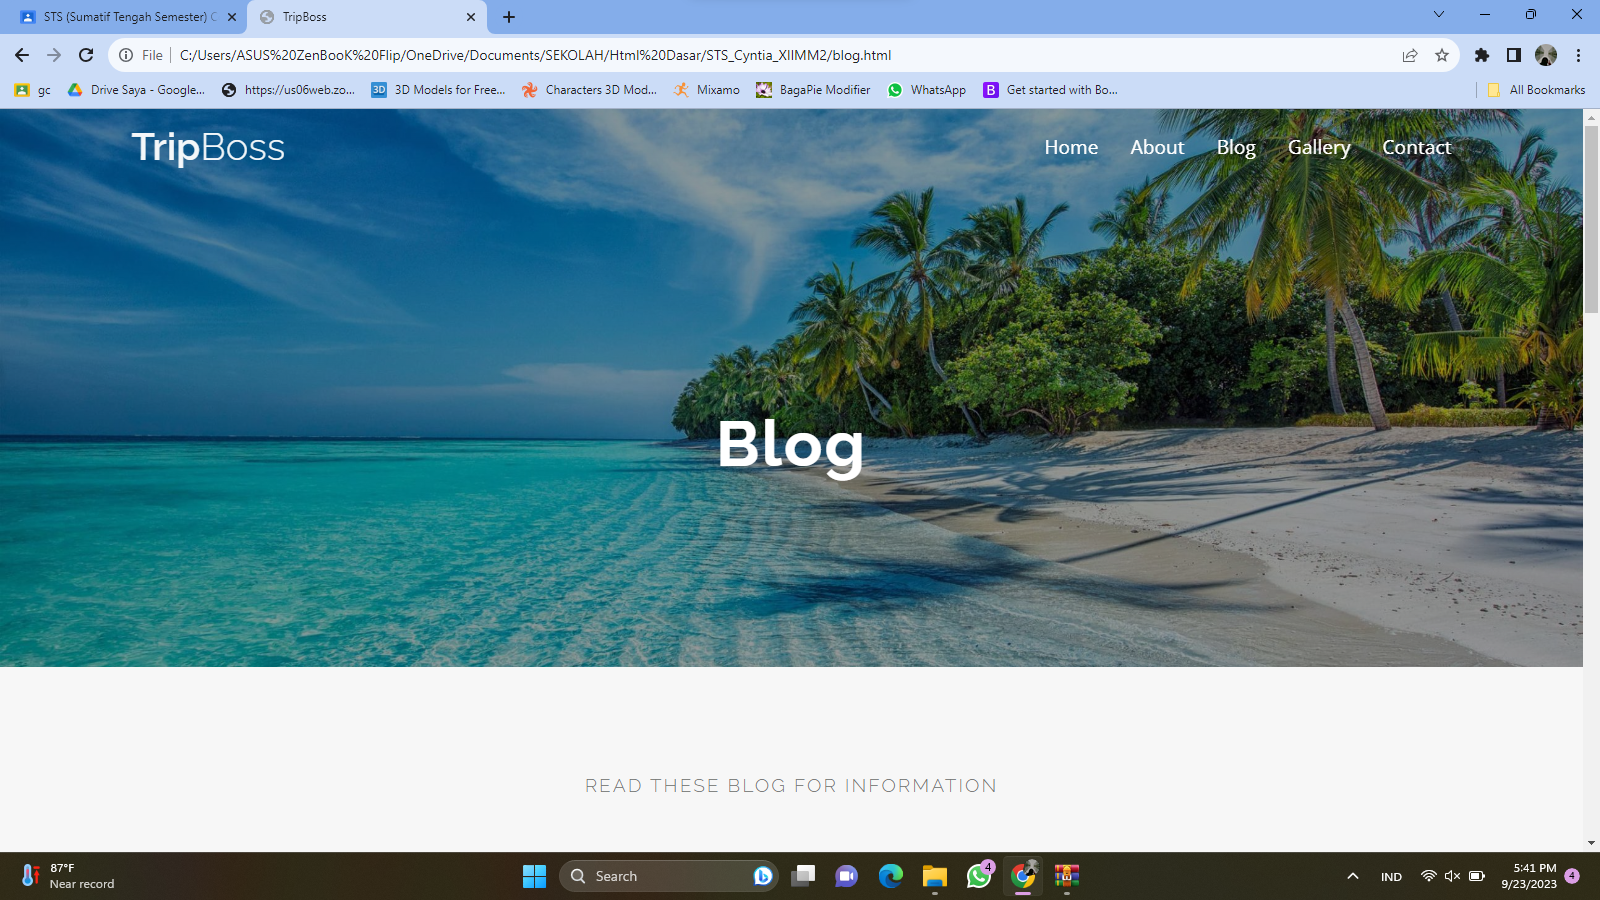 STS (Sumatif Tengah Semester) C
TripBoss
File
C:/Users/ASUS%20ZenBooK%20Flip/OneDrive/Documents/SEKOLAH/Html%20Dasar/STS_Cyntia_XIIMM2/blog.html
gc
Drive Saya - Google...
https://us06web.zo...
3D Models for Free...
Characters 3D Mod...
Mixamo
BagaPie Modifier
WhatsApp
Get started with Bo...
All Bookmarks
TripBoss
Home
About
Blog
Gallery
Contact
Blog
READ THESE BLOG FOR INFORMATION
87°F
Near record
Search
4
IND
5:41 PM
9/23/2023
4